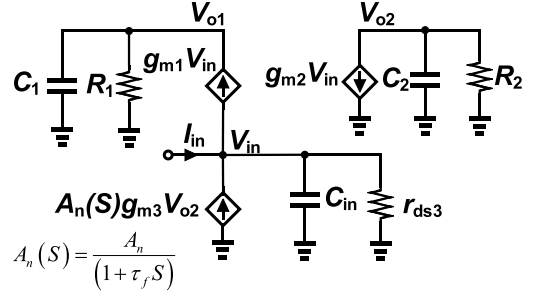 Vo1
Vo2
gm1Vin
C1
R1
gm2Vin
C2
R2
Iin
Vin
An(S)gm3Vo2
Cin
rds3
An(S) = An / (1 + τf S)